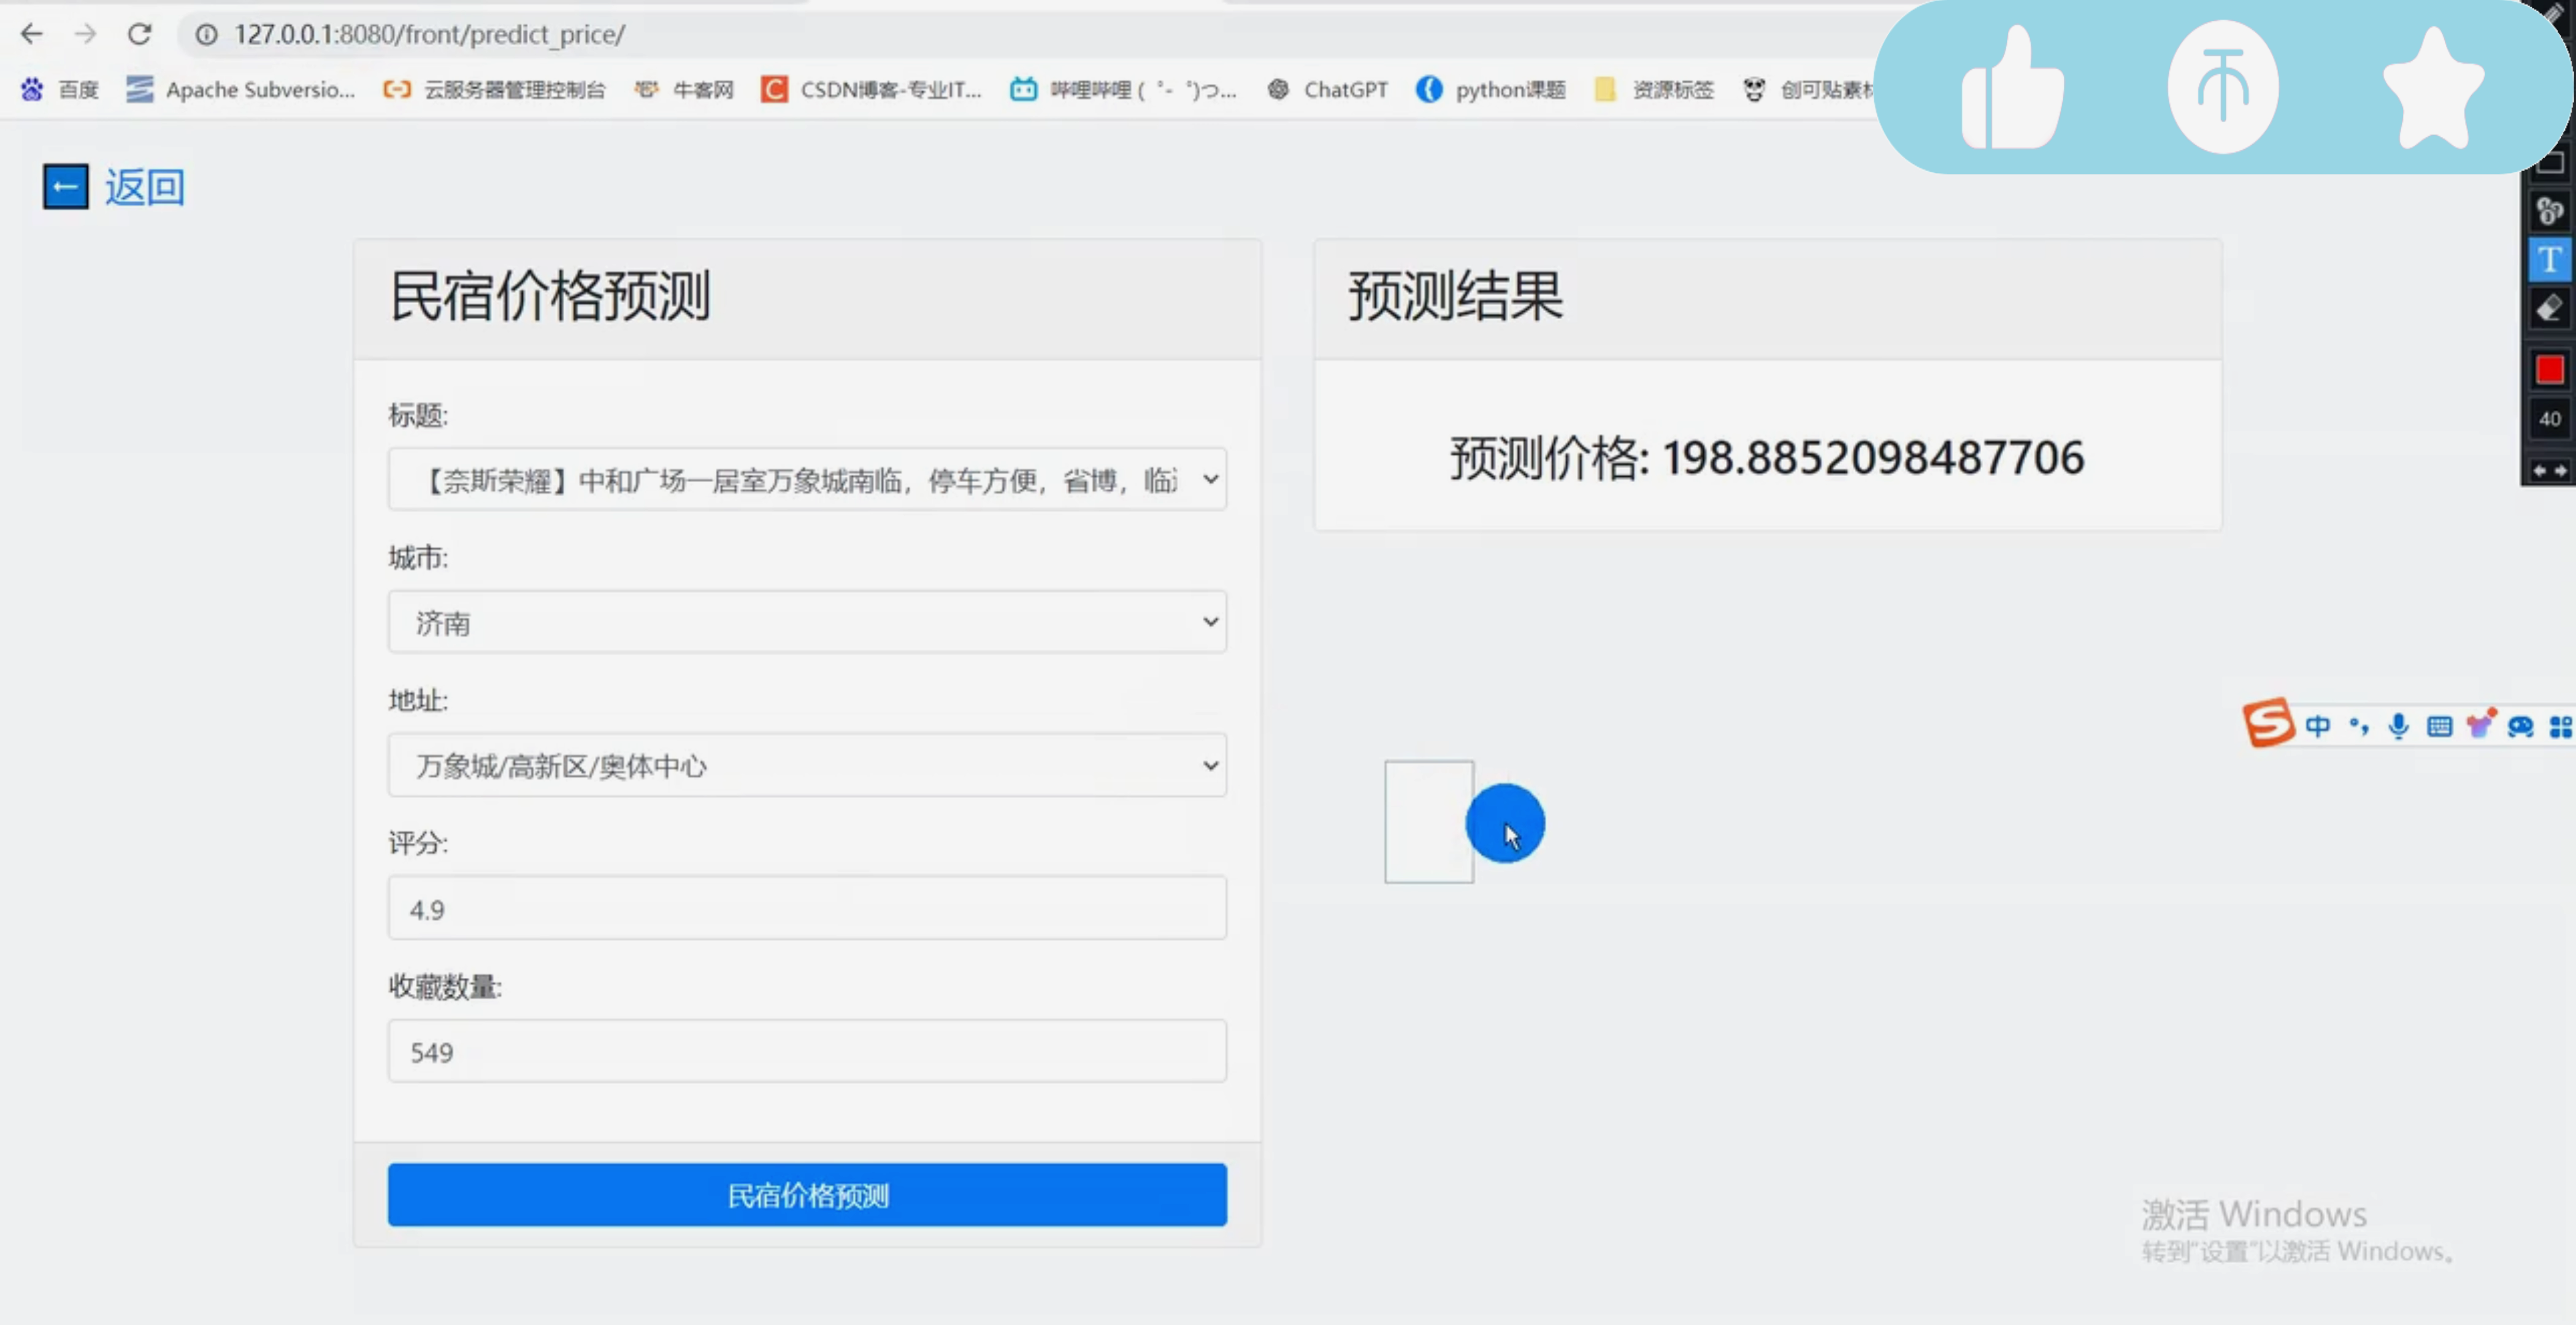 127.0.0.1:8080/front/predict_price/
百度 Apache Subversio... 云服务器管理控制台 牛客网 CSDN博客-专业IT... 哔哩哔哩 ( ゜- ゜)つ... ChatGPT python课题 资源标签 创可贴素材
← 返回
民宿价格预测
预测结果
标题:
【奈斯荣耀】中和广场一居室万象城南临，停车方便，省博，临
预测价格: 198.8852098487706
城市:
济南
地址:
万象城/高新区/奥体中心
评分:
4.9
收藏数量:
549
民宿价格预测
T
40
中
激活 Windows
转到"设置"以激活 Windows。